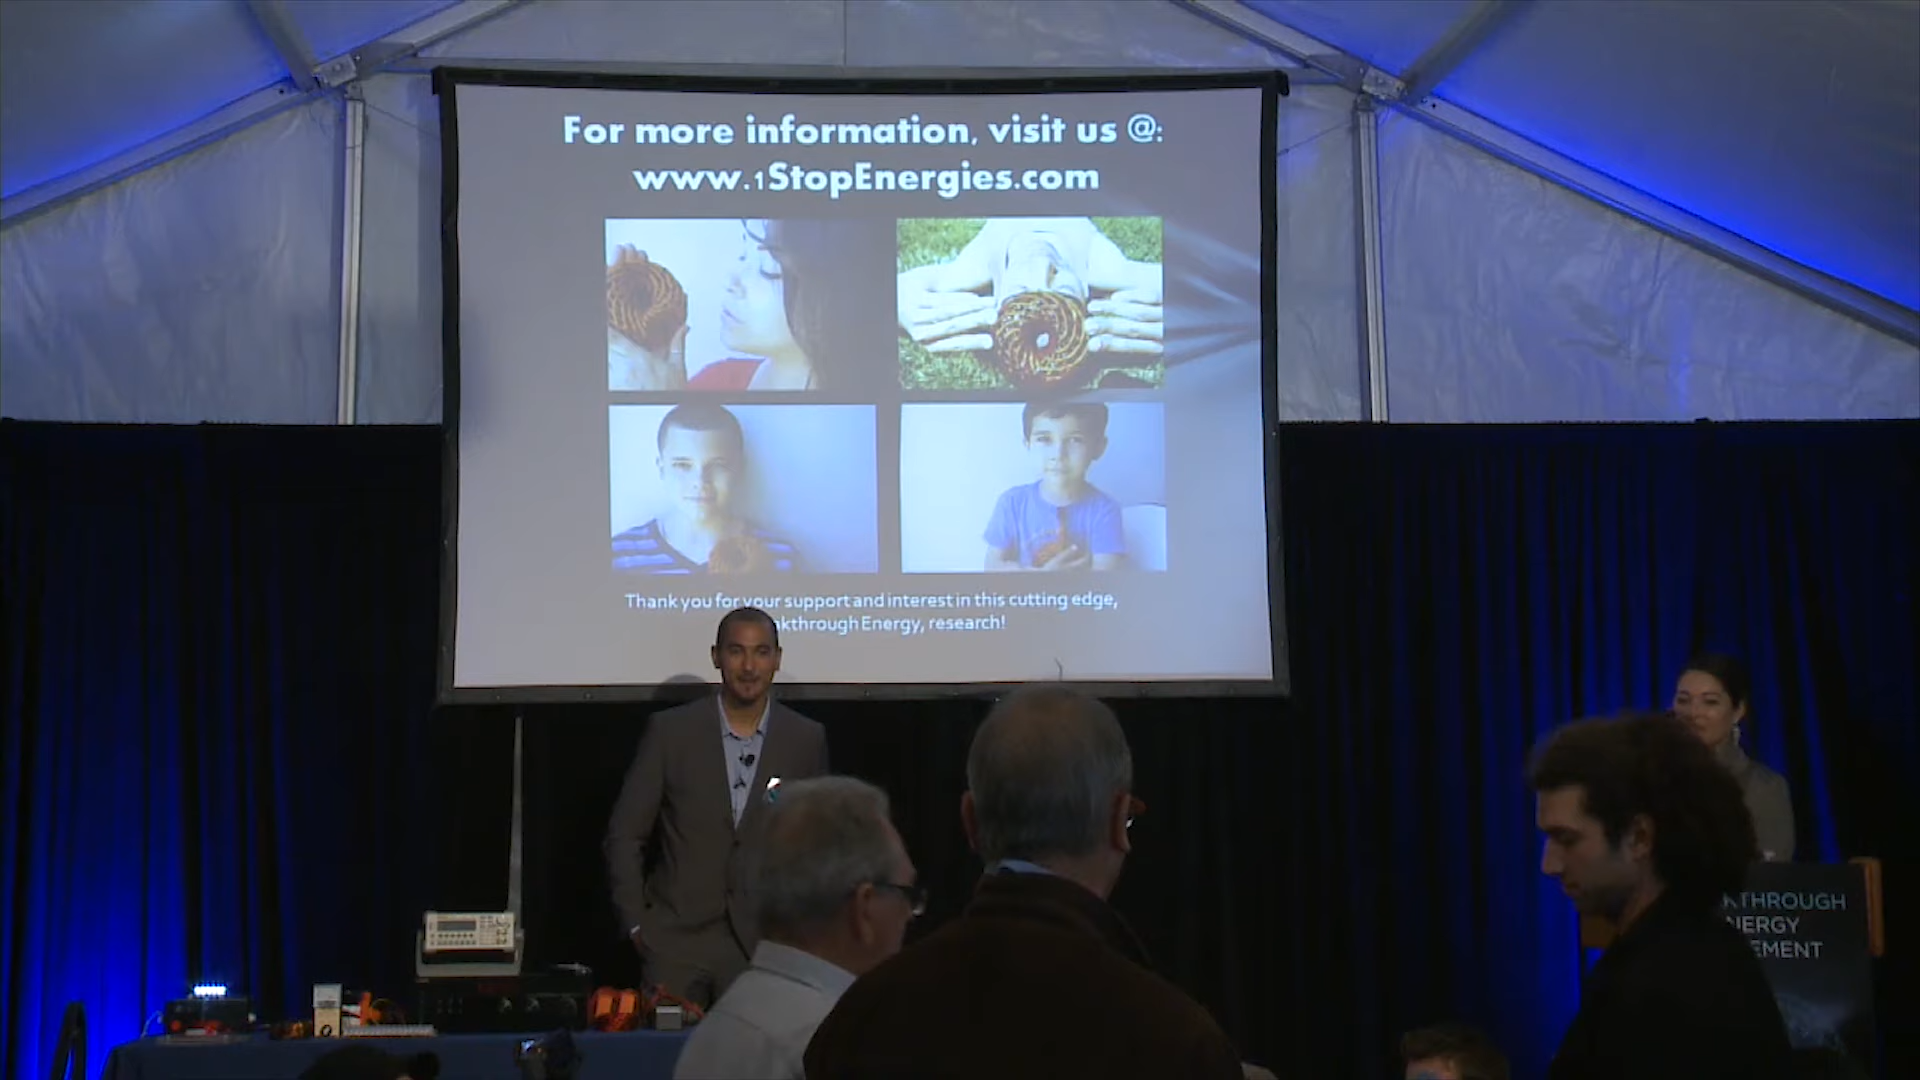 For more information, visit us @:
www.1StopEnergies.com
Thank you for your support and interest in this cutting edge,
Energy, research!
THROUGH